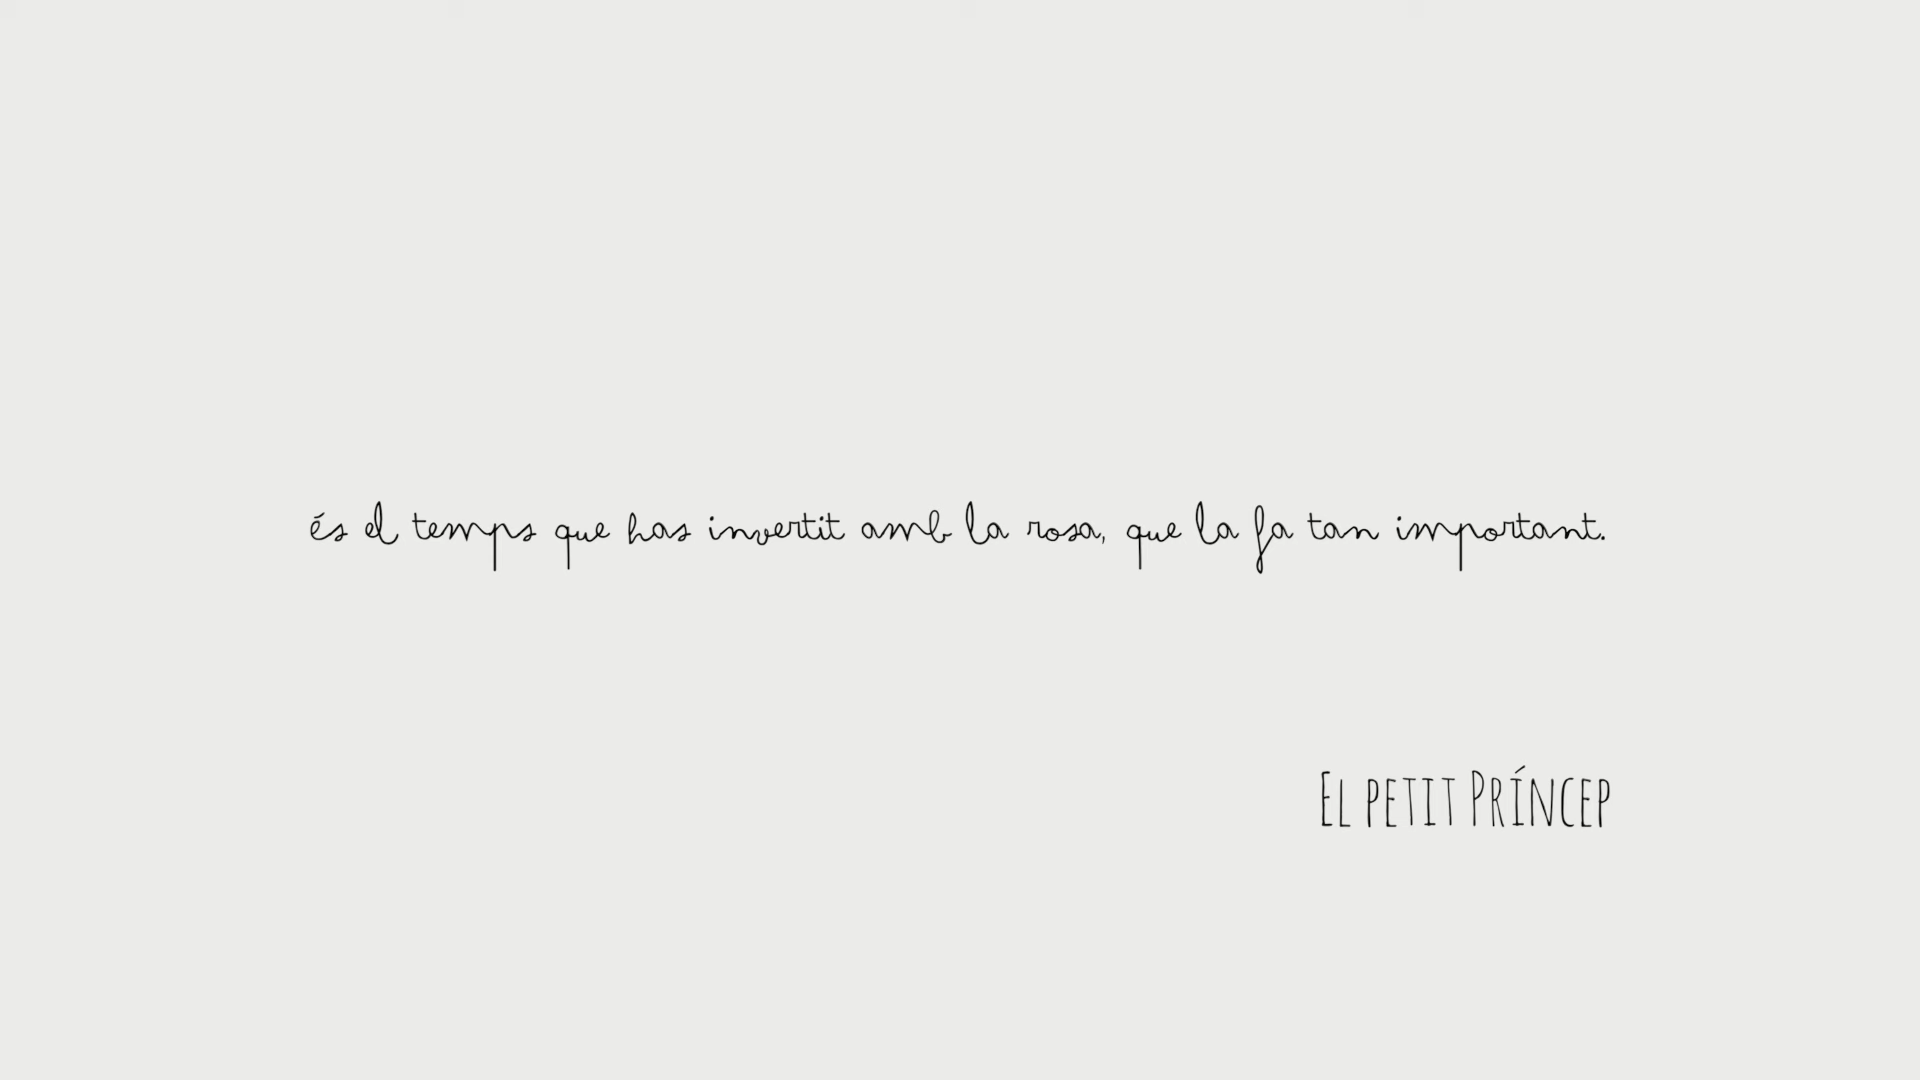 és el temps que has invertit amb la rosa, que la fa tan important.
El petit Príncep